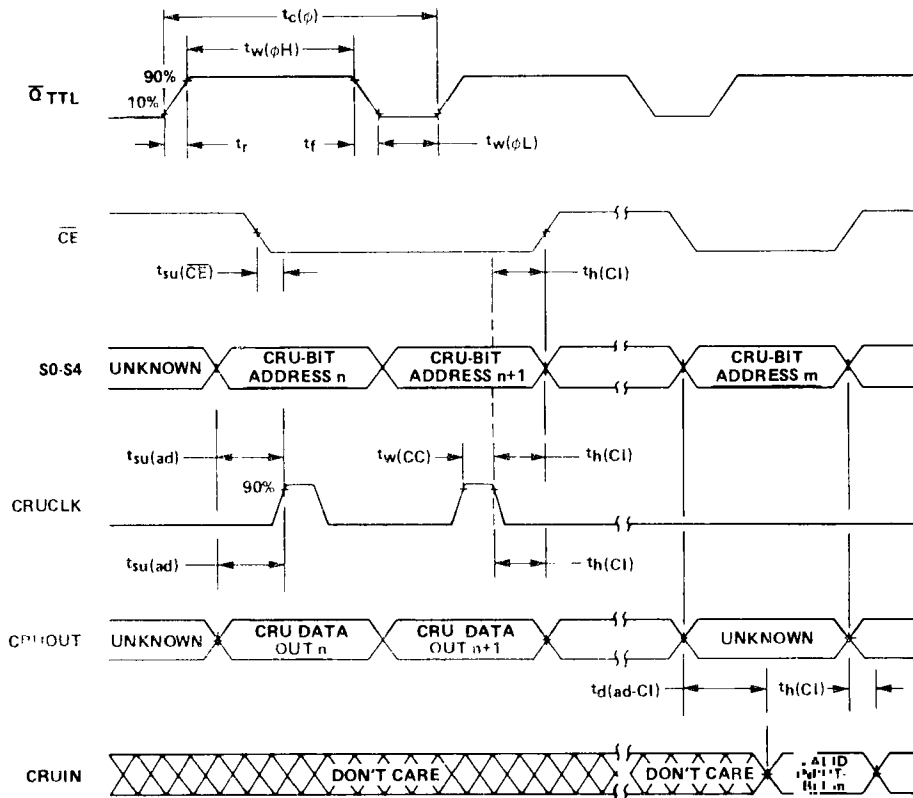 tc(ϕ)
tw(ϕH)
90%
Q̅ TTL
10%
tr
tf
tw(ϕL)
C̅E̅
tsu(C̅E̅)
th(CI)
S0-S4
UNKNOWN
CRU-BIT
ADDRESS n
CRU-BIT
ADDRESS n+1
CRU-BIT
ADDRESS m
tsu(ad)
tw(CC)
th(CI)
90%
CRUCLK
tsu(ad)
th(CI)
CRUOUT
UNKNOWN
CRU DATA
OUT n
CRU DATA
OUT n+1
UNKNOWN
td(ad-CI)
th(CI)
CRUIN
DON'T CARE
DON'T CARE